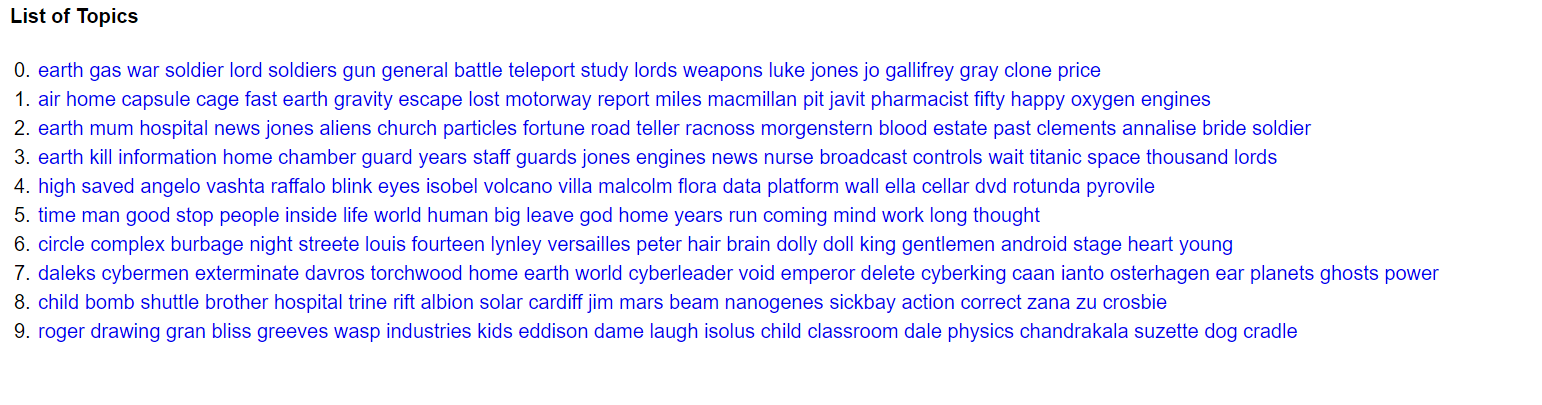 List of Topics
0. earth gas war soldier lord soldiers gun general battle teleport study lords weapons luke jones jo gallifrey gray clone price
1. air home capsule cage fast earth gravity escape lost motorway report miles macmillan pit javit pharmacist fifty happy oxygen engines
2. earth mum hospital news jones aliens church particles fortune road teller racnoss morgenstern blood estate past clements annalise bride soldier
3. earth kill information home chamber guard years staff guards jones engines news nurse broadcast controls wait titanic space thousand lords
4. high saved angelo vashta raffalo blink eyes isobel volcano villa malcolm flora data platform wall ella cellar dvd rotunda pyrovile
5. time man good stop people inside life world human big leave god home years run coming mind work long thought
6. circle complex burbage night streete louis fourteen lynley versailles peter hair brain dolly doll king gentlemen android stage heart young
7. daleks cybermen exterminate davros torchwood home earth world cyberleader void emperor delete cyberking caan ianto osterhagen ear planets ghosts power
8. child bomb shuttle brother hospital trine rift albion solar cardiff jim mars beam nanogenes sickbay action correct zana zu crosbie
9. roger drawing gran bliss greeves wasp industries kids eddison dame laugh isolus child classroom dale physics chandrakala suzette dog cradle